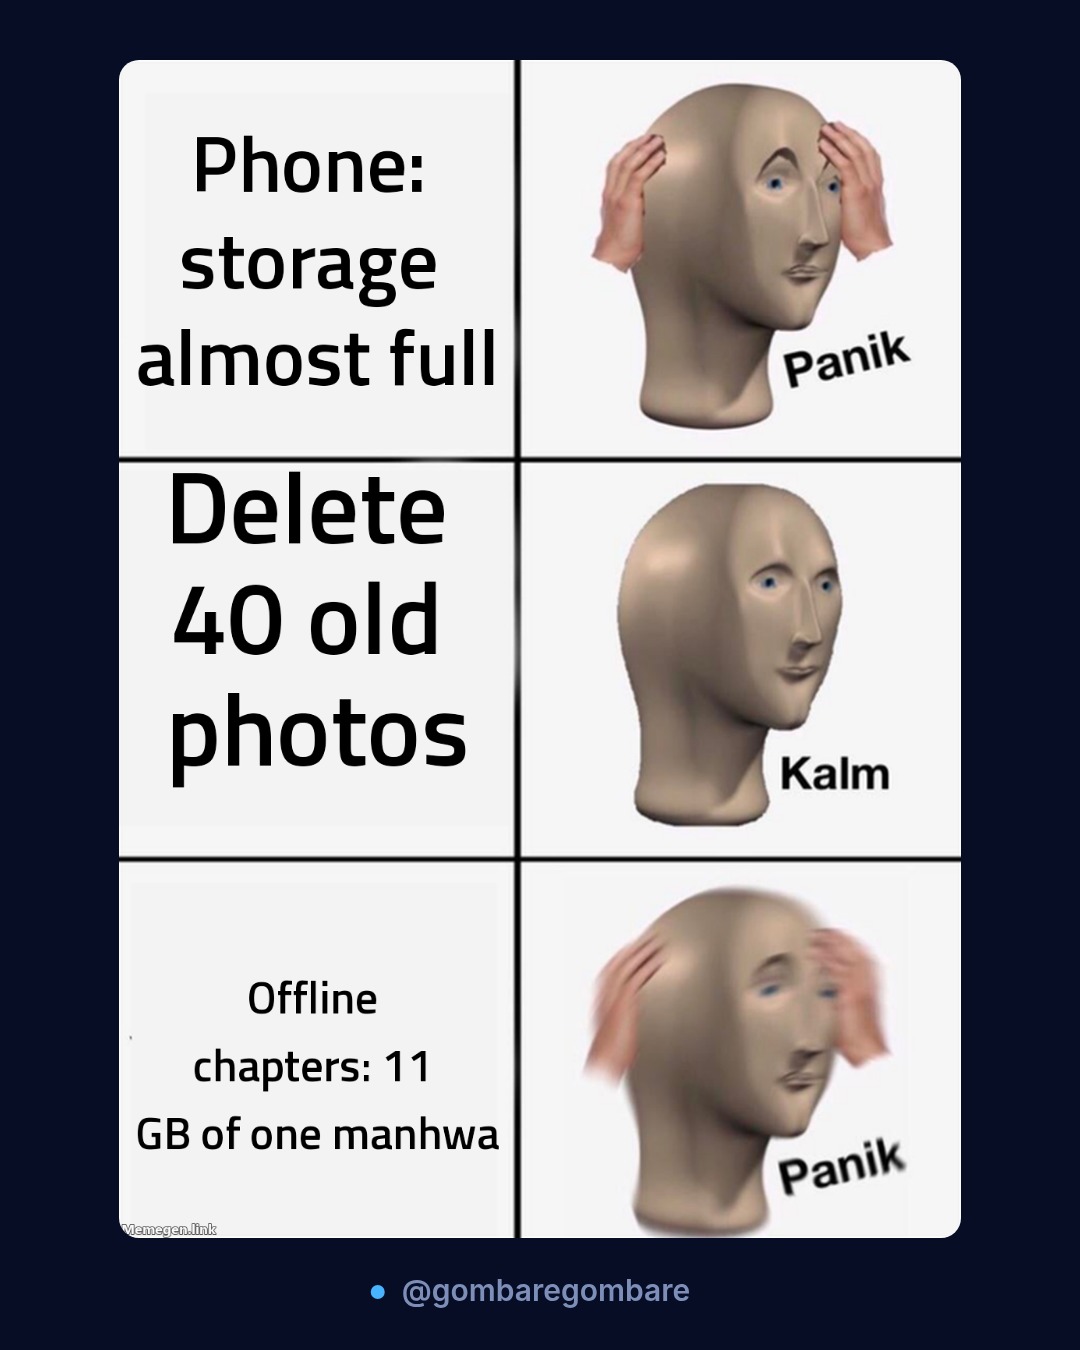 Phone:
storage
almost full
Panik
Delete
40 old
photos
Kalm
Offline
chapters: 11
GB of one manhwa
Panik
Memegen.link
@gombaregombare